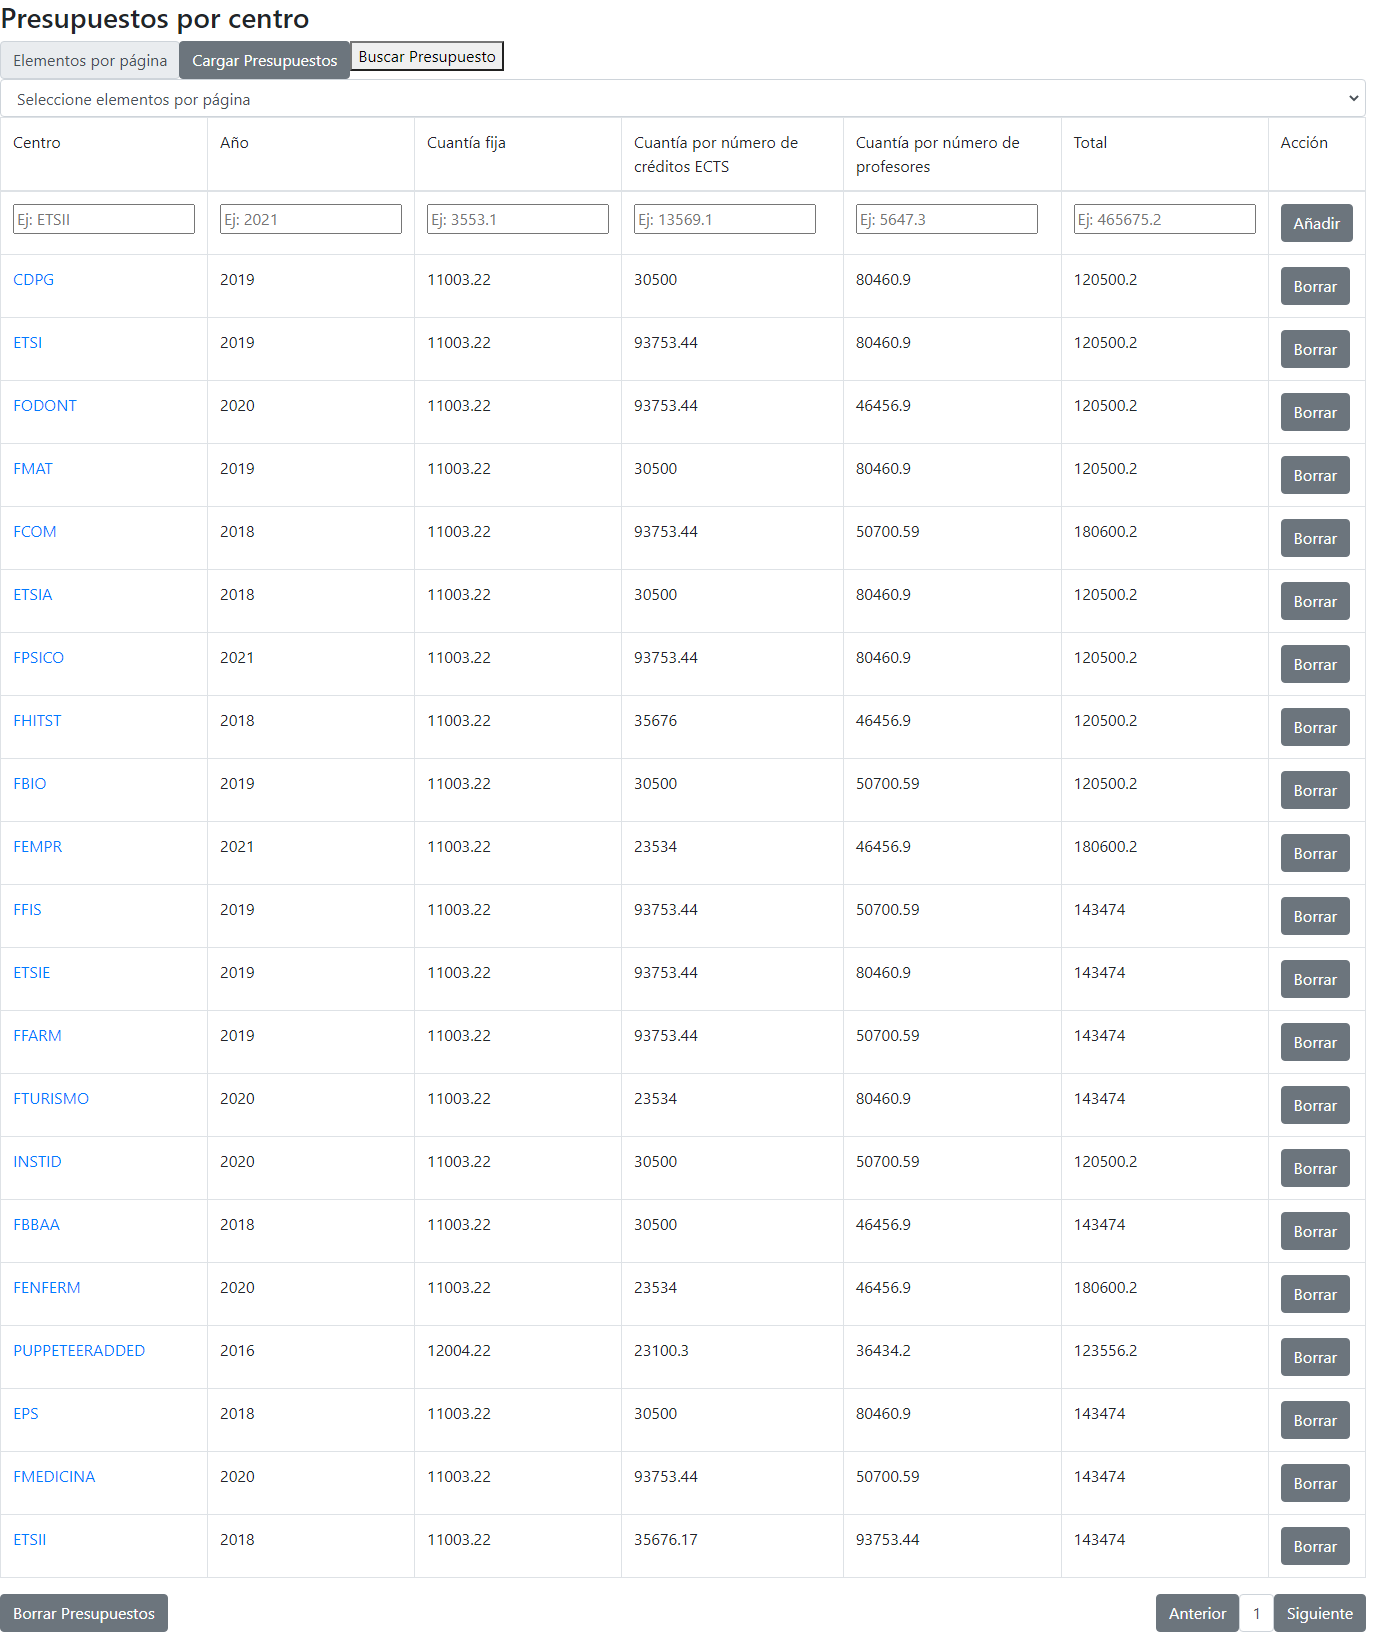 Presupuestos por centro
Elementos por página Cargar Presupuestos Buscar Presupuesto
Seleccione elementos por página
Centro Año Cuantía fija Cuantía por número de créditos ECTS Cuantía por número de profesores Total Acción
Ej: ETSII Ej: 2021 Ej: 3553.1 Ej: 13569.1 Ej: 5647.3 Ej: 465675.2 Añadir
CDPG 2019 11003.22 30500 80460.9 120500.2 Borrar
ETSI 2019 11003.22 93753.44 80460.9 120500.2 Borrar
FODONT 2020 11003.22 93753.44 46456.9 120500.2 Borrar
FMAT 2019 11003.22 30500 80460.9 120500.2 Borrar
FCOM 2018 11003.22 93753.44 50700.59 180600.2 Borrar
ETSIA 2018 11003.22 30500 80460.9 120500.2 Borrar
FPSICO 2021 11003.22 93753.44 80460.9 120500.2 Borrar
FHITST 2018 11003.22 35676 46456.9 120500.2 Borrar
FBIO 2019 11003.22 30500 50700.59 120500.2 Borrar
FEMPR 2021 11003.22 23534 46456.9 180600.2 Borrar
FFIS 2019 11003.22 93753.44 50700.59 143474 Borrar
ETSIE 2019 11003.22 93753.44 80460.9 143474 Borrar
FFARM 2019 11003.22 93753.44 50700.59 143474 Borrar
FTURISMO 2020 11003.22 23534 80460.9 143474 Borrar
INSTID 2020 11003.22 30500 50700.59 120500.2 Borrar
FBBAA 2018 11003.22 30500 46456.9 143474 Borrar
FENFERM 2020 11003.22 23534 46456.9 180600.2 Borrar
PUPPETEERADDED 2016 12004.22 23100.3 36434.2 123556.2 Borrar
EPS 2018 11003.22 30500 80460.9 143474 Borrar
FMEDICINA 2020 11003.22 93753.44 50700.59 143474 Borrar
ETSII 2018 11003.22 35676.17 93753.44 143474 Borrar
Borrar Presupuestos Anterior 1 Siguiente